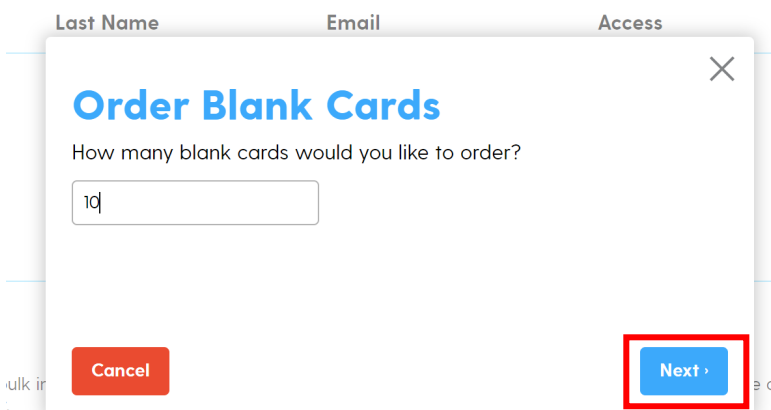 Last Name Email Access
Order Blank Cards
How many blank cards would you like to order?
10
Cancel Next ›